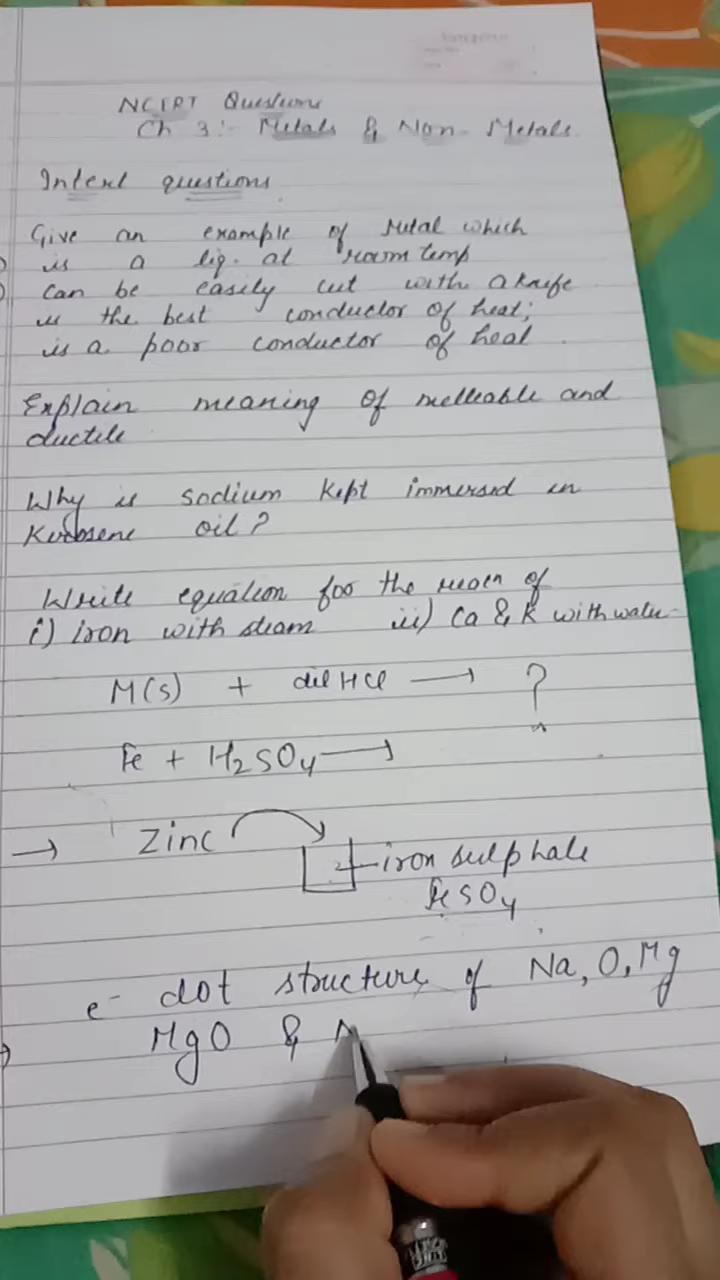 NCERT Questions
Ch 3:- Metals & Non-Metals
Intext questions
Give an example of Metal which
is a liq. at room temp
can be easily cut with a knife
is the best conductor of heat;
is a poor conductor of heat
Explain meaning of melleable and
ductile
Why is sodium kept immersed in
Kerosene oil?
Write equation for the reacn of
i) iron with steam ii) Ca & K with water
M(s) + dil HCl → ?
Fe + H₂SO₄ →
→ Zinc iron sulphate
FeSO₄
e⁻ dot structure of Na, O, Mg
MgO & N